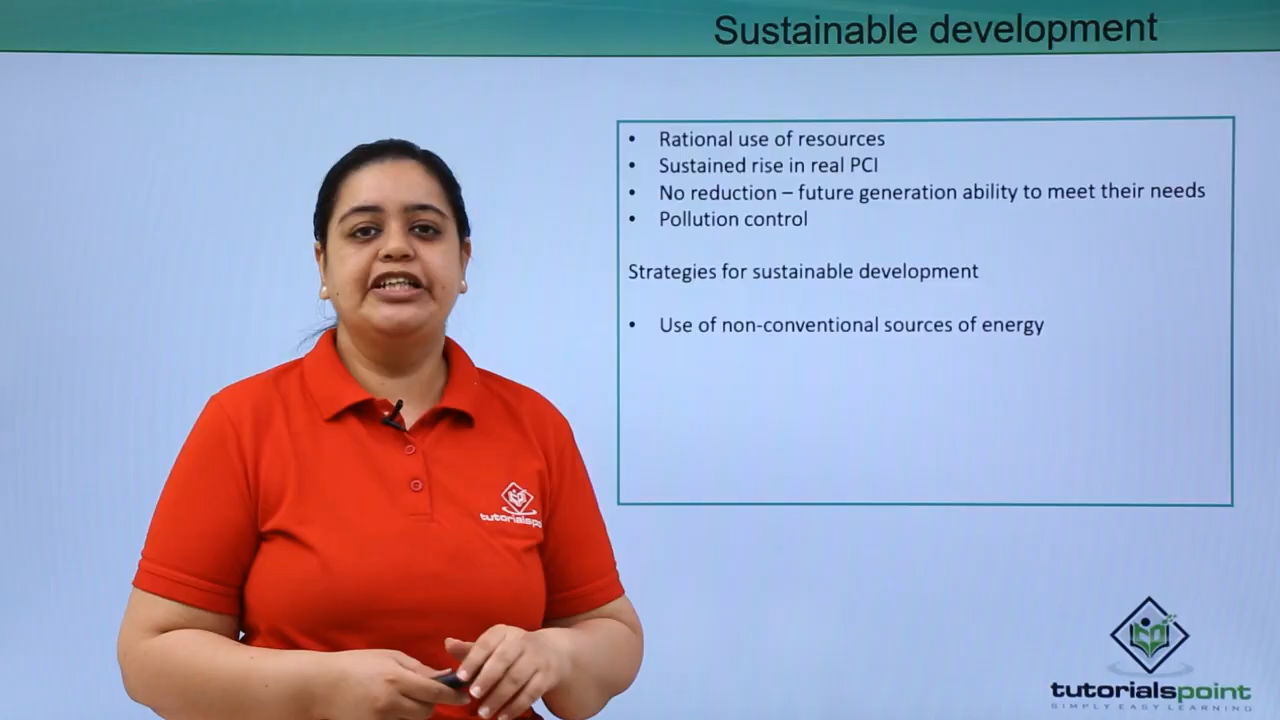 Sustainable development
• Rational use of resources
• Sustained rise in real PCI
• No reduction – future generation ability to meet their needs
• Pollution control
Strategies for sustainable development
• Use of non-conventional sources of energy
tutorialspo
tutorialspoint
SIMPLY EASY LEARNING